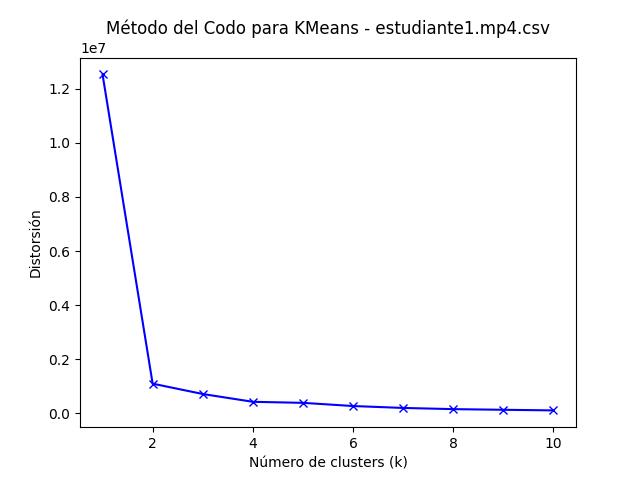 Método del Codo para KMeans - estudiante1.mp4.csv
1e7
1.2
1.0
0.8
0.6
0.4
0.2
0.0
Distorsión
2 4 6 8 10
Número de clusters (k)